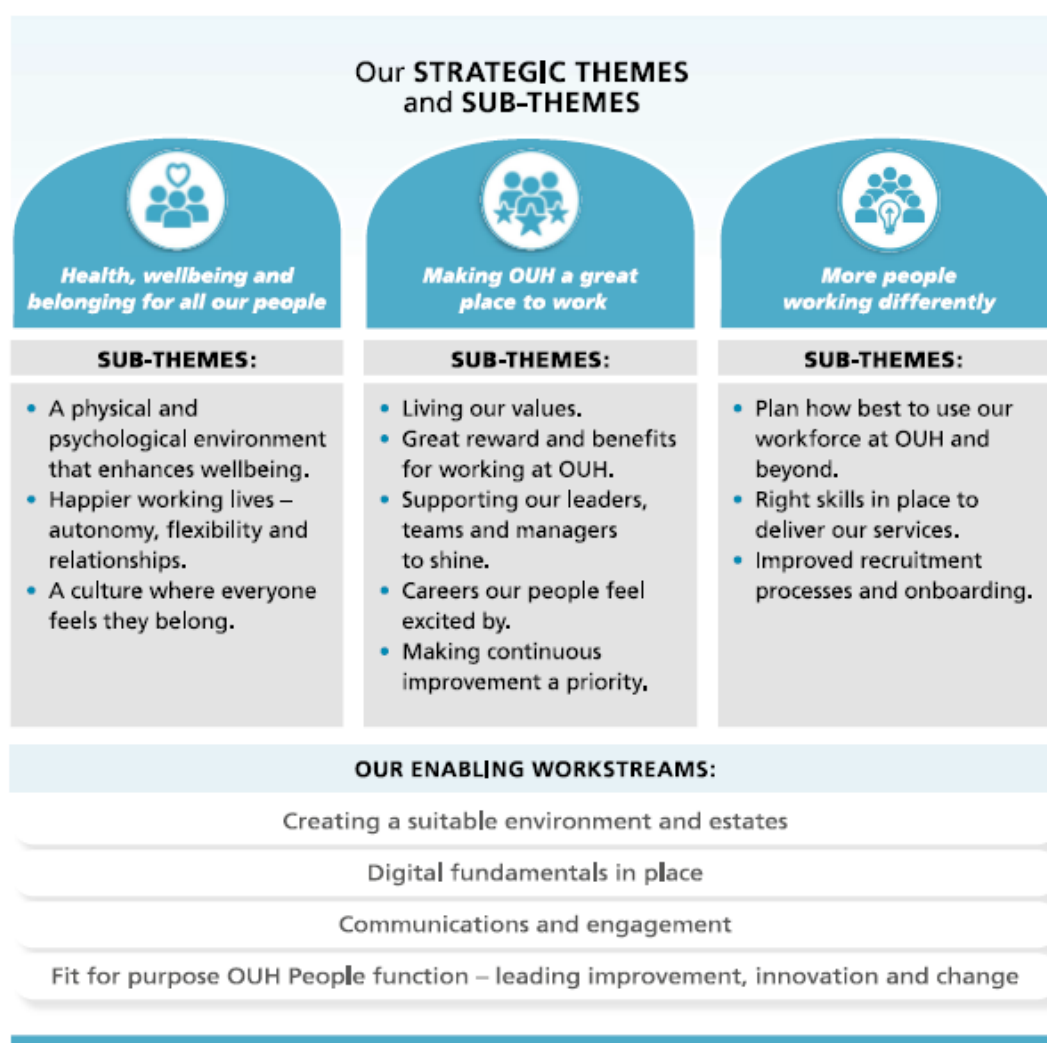 Our STRATEGIC THEMES
and SUB-THEMES
Health, wellbeing and
belonging for all our people
SUB-THEMES:
• A physical and
psychological environment
that enhances wellbeing.
• Happier working lives –
autonomy, flexibility and
relationships.
• A culture where everyone
feels they belong.
Making OUH a great
place to work
SUB-THEMES:
• Living our values.
• Great reward and benefits
for working at OUH.
• Supporting our leaders,
teams and managers
to shine.
• Careers our people feel
excited by.
• Making continuous
improvement a priority.
More people
working differently
SUB-THEMES:
• Plan how best to use our
workforce at OUH and
beyond.
• Right skills in place to
deliver our services.
• Improved recruitment
processes and onboarding.
OUR ENABLING WORKSTREAMS:
Creating a suitable environment and estates
Digital fundamentals in place
Communications and engagement
Fit for purpose OUH People function – leading improvement, innovation and change